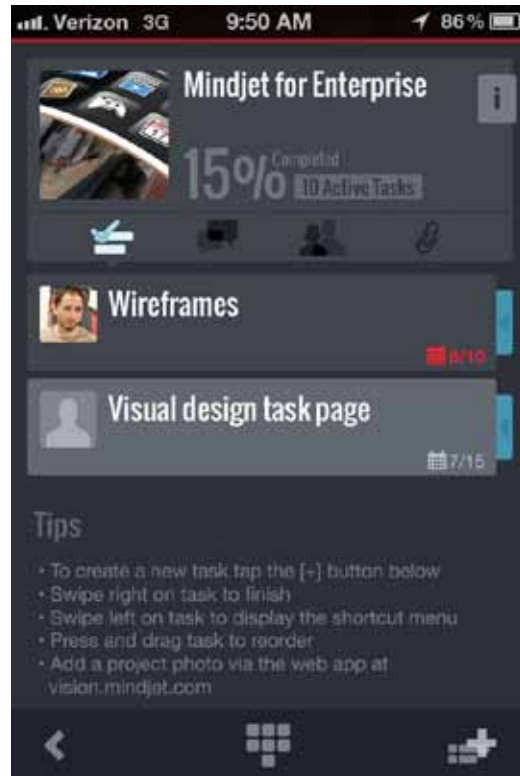 Verizon 3G 9:50 AM 86%
Mindjet for Enterprise
i
15% Completed
10 Active Tasks
Wireframes
6/10
Visual design task page
7/15
Tips
• To create a new task tap the [+] button below
• Swipe right on task to finish
• Swipe left on task to display the shortcut menu
• Press and drag task to reorder
• Add a project photo via the web app at
vision.mindjet.com